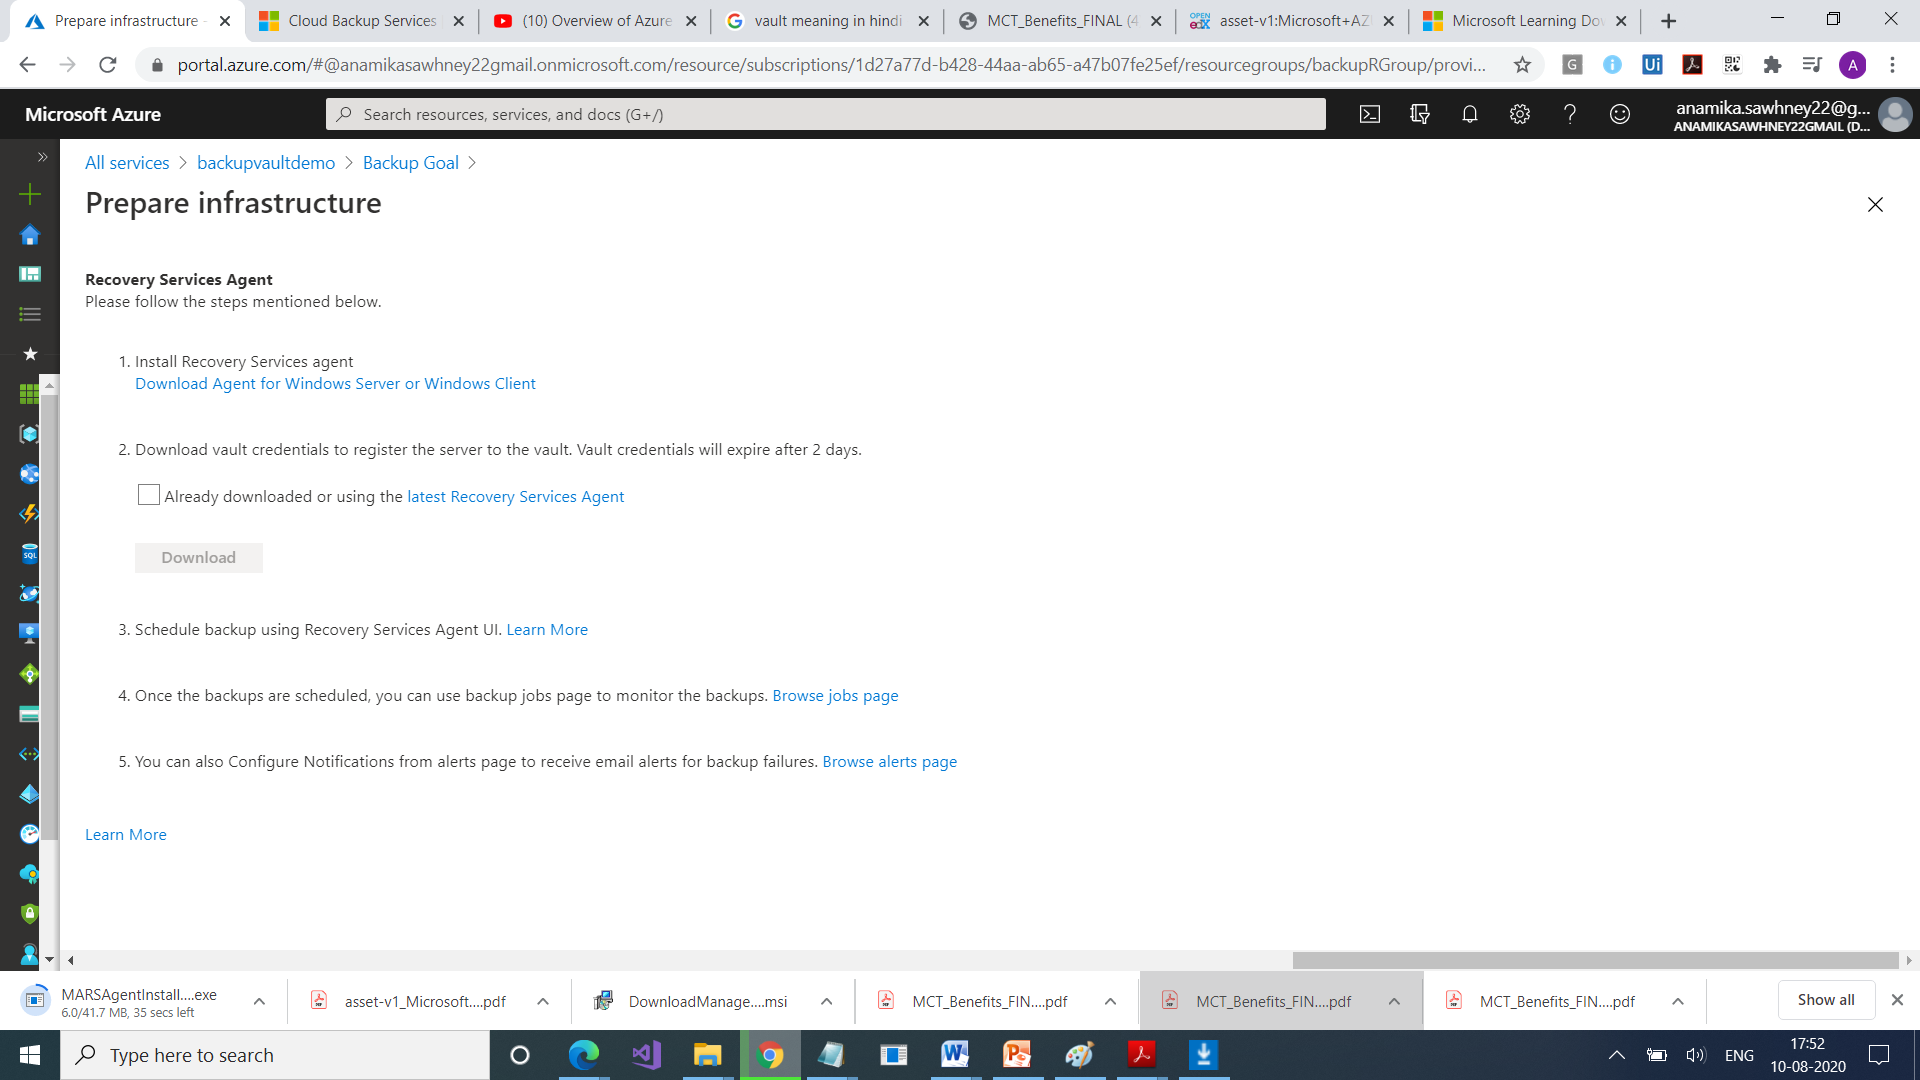 Prepare infrastructure -
Cloud Backup Services
(10) Overview of Azure
vault meaning in hindi
MCT_Benefits_FINAL (4
asset-v1:Microsoft+AZ
Microsoft Learning Dow
portal.azure.com/#@anamikasawhney22gmail.onmicrosoft.com/resource/subscriptions/1d27a77d-b428-44aa-ab65-a47b07fe25ef/resourcegroups/backupRGroup/provi...
Microsoft Azure
Search resources, services, and docs (G+/)
anamika.sawhney22@g...
ANAMIKASAWHNEY22GMAIL (D...
All services > backupvaultdemo > Backup Goal >
Prepare infrastructure
Recovery Services Agent
Please follow the steps mentioned below.
1. Install Recovery Services agent
Download Agent for Windows Server or Windows Client
2. Download vault credentials to register the server to the vault. Vault credentials will expire after 2 days.
Already downloaded or using the latest Recovery Services Agent
Download
3. Schedule backup using Recovery Services Agent UI. Learn More
4. Once the backups are scheduled, you can use backup jobs page to monitor the backups. Browse jobs page
5. You can also Configure Notifications from alerts page to receive email alerts for backup failures. Browse alerts page
Learn More
MARSAgentInstall....exe
6.0/41.7 MB, 35 secs left
asset-v1_Microsoft....pdf
DownloadManage....msi
MCT_Benefits_FIN....pdf
MCT_Benefits_FIN....pdf
MCT_Benefits_FIN....pdf
Show all
Type here to search
ENG
17:52
10-08-2020